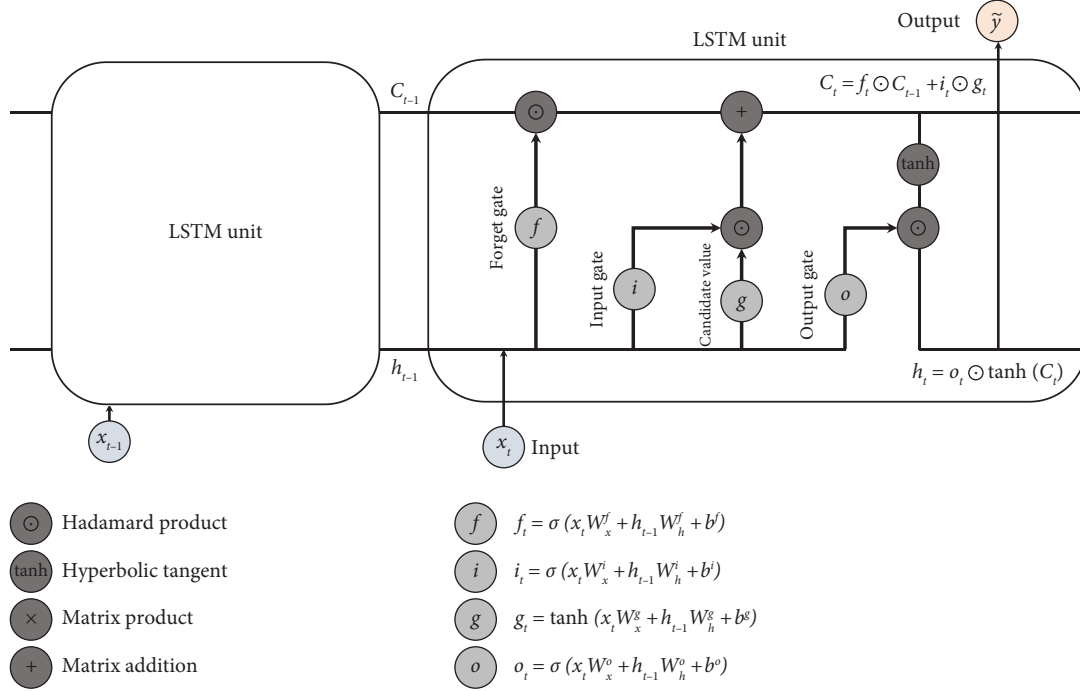 Output ỹ
LSTM unit
C_{t–1}
C_t = f_t ⊙ C_{t–1} + i_t ⊙ g_t
⊙
+
tanh
Forget gate
f
⊙
⊙
LSTM unit
Input gate
i
Candidate value
g
Output gate
o
h_{t–1}
h_t = o_t ⊙ tanh (C_t)
x_{t–1}
x_t Input
⊙ Hadamard product
tanh Hyperbolic tangent
× Matrix product
+ Matrix addition
f f_t = σ (x_t W_x^f + h_{t–1} W_h^f + b^f)
i i_t = σ (x_t W_x^i + h_{t–1} W_h^i + b^i)
g g_t = tanh (x_t W_x^g + h_{t–1} W_h^g + b^g)
o o_t = σ (x_t W_x^o + h_{t–1} W_h^o + b^o)